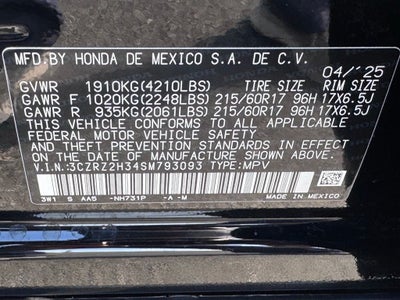 MFD.BY HONDA DE MEXICO S.A. DE C.V.
04/'25
GVWR 1910KG(4210LBS) TIRE SIZE RIM SIZE
GAWR F 1020KG(2248LBS) 215/60R17 96H 17X6.5J
GAWR R 935KG(2061LBS) 215/60R17 96H 17X6.5J
THIS VEHICLE CONFORMS TO ALL APPLICABLE
FEDERAL MOTOR VEHICLE SAFETY
AND THEFT PREVENTION STANDARDS IN EFFECT
ON THE DATE OF MANUFACTURE SHOWN ABOVE.
V.I.N:3CZRZ2H34SM793093 TYPE:MPV
3W1 S AA5 -NH731P -A -M MADE IN MEXICO